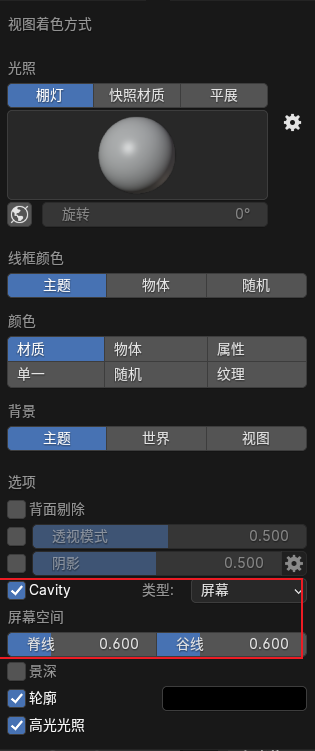 视图着色方式
光照
棚灯 快照材质 平展
旋转 0°
线框颜色
主题 物体 随机
颜色
材质 物体 属性
单一 随机 纹理
背景
主题 世界 视图
选项
背面剔除
透视模式 0.500
阴影 0.500
Cavity 类型: 屏幕
屏幕空间
脊线 0.600 谷线 0.600
景深
轮廓
高光光照